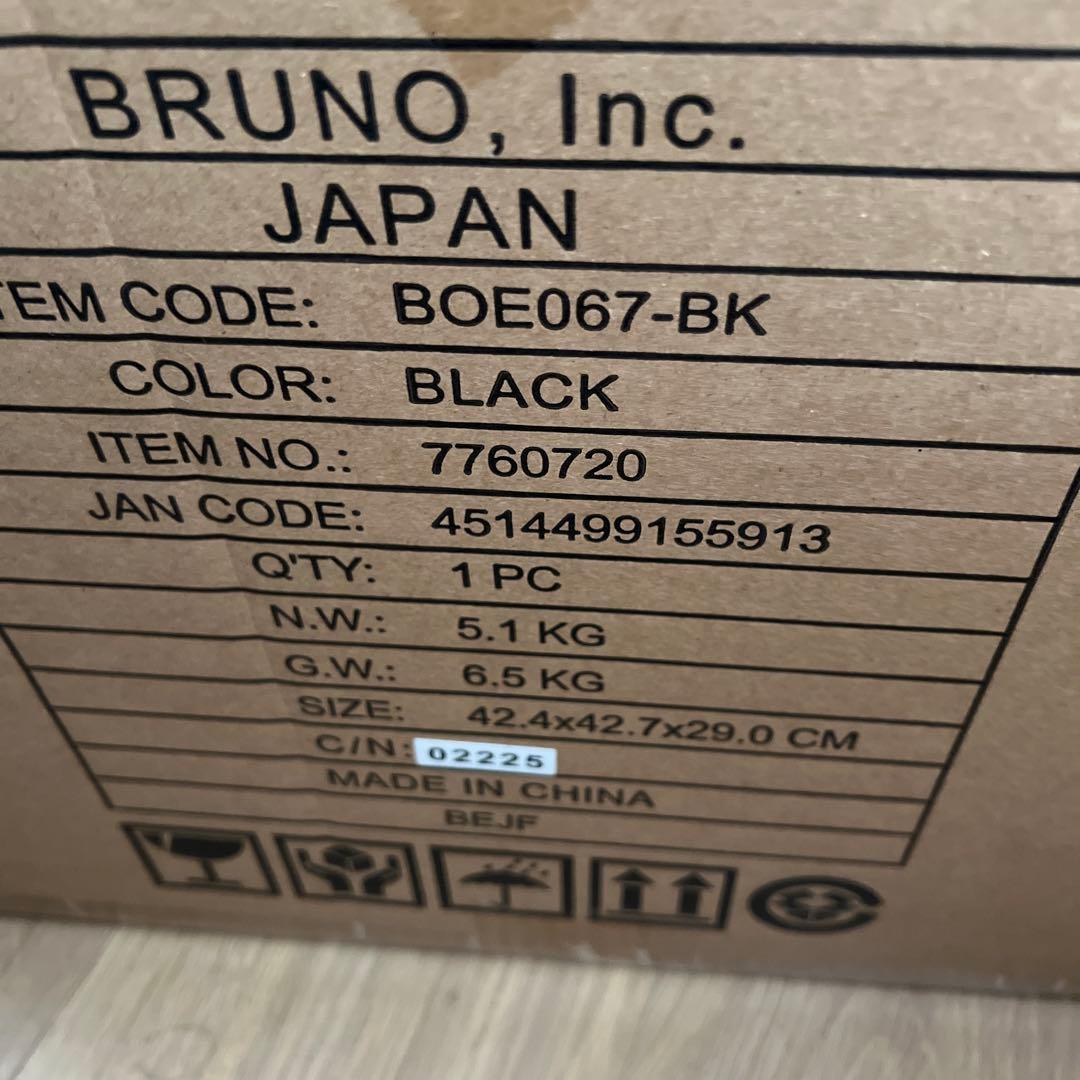 BRUNO, Inc.
JAPAN
TEM CODE: BOE067-BK
COLOR: BLACK
ITEM NO.: 7760720
JAN CODE: 4514499155913
Q'TY: 1 PC
N.W.: 5.1 KG
G.W.: 6.5 KG
SIZE: 42.4x42.7x29.0 CM
C/N: 02225
MADE IN CHINA
BEJF